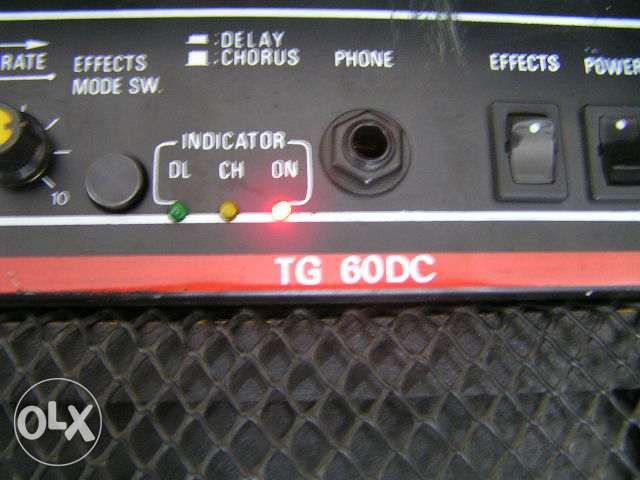 RATE
EFFECTS
MODE SW.
:DELAY
:CHORUS
PHONE
EFFECTS
POWER
INDICATOR
DL CH ON
10
TG 60DC
OLX